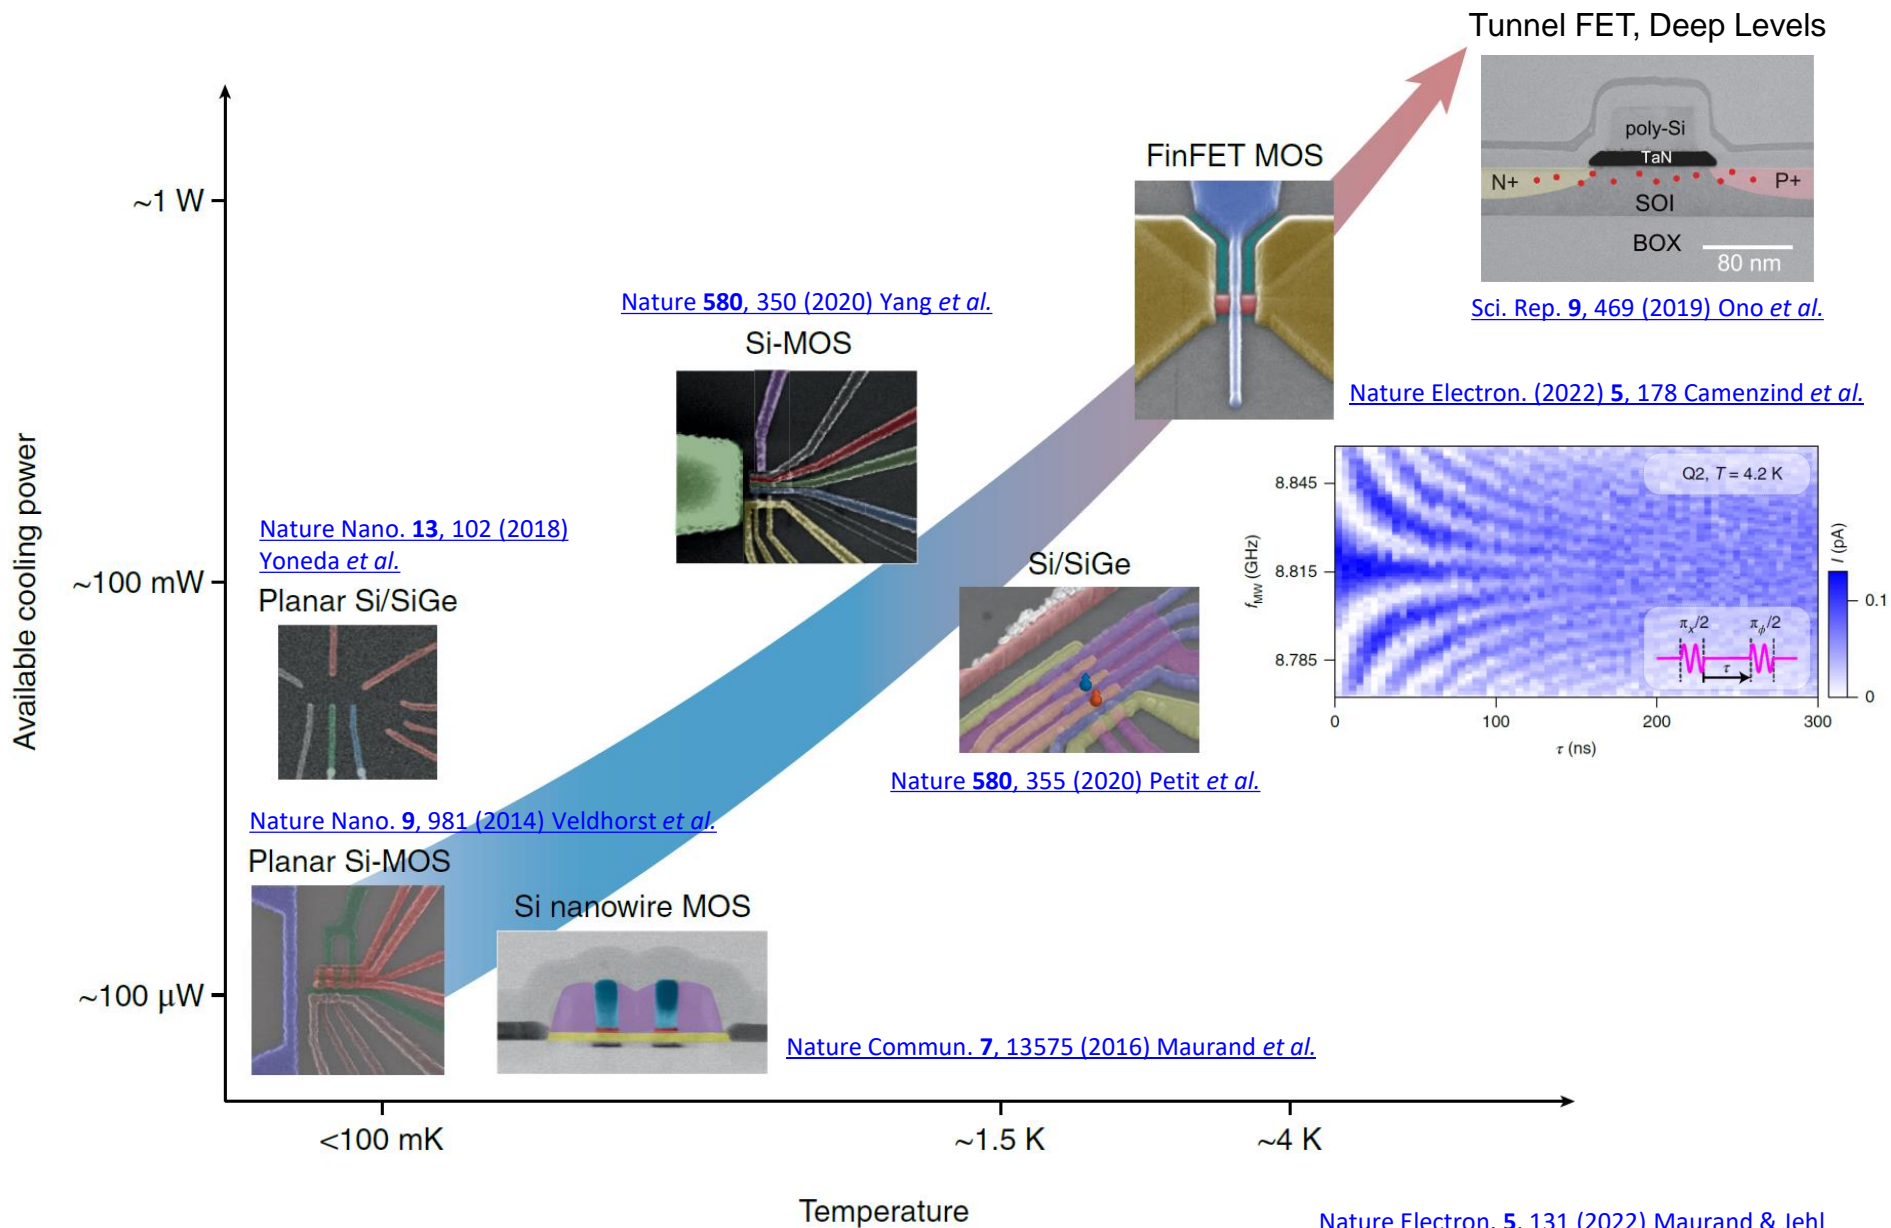 Tunnel FET, Deep Levels
poly-Si
TaN
N+
P+
SOI
BOX
80 nm
Sci. Rep. 9, 469 (2019) Ono et al.
FinFET MOS
Nature Electron. (2022) 5, 178 Camenzind et al.
Nature 580, 350 (2020) Yang et al.
Si-MOS
Nature Nano. 13, 102 (2018)
Yoneda et al.
Planar Si/SiGe
Si/SiGe
Nature 580, 355 (2020) Petit et al.
Nature Nano. 9, 981 (2014) Veldhorst et al.
Planar Si-MOS
Si nanowire MOS
Nature Commun. 7, 13575 (2016) Maurand et al.
Available cooling power
~1 W
~100 mW
~100 μW
<100 mK
~1.5 K
~4 K
Temperature
Q2, T = 4.2 K
fMW (GHz)
8.845
8.815
8.785
πx/2
πϕ/2
τ
0
100
200
300
τ (ns)
I (pA)
0.1
0
Nature Electron. 5, 131 (2022) Maurand & Jehl